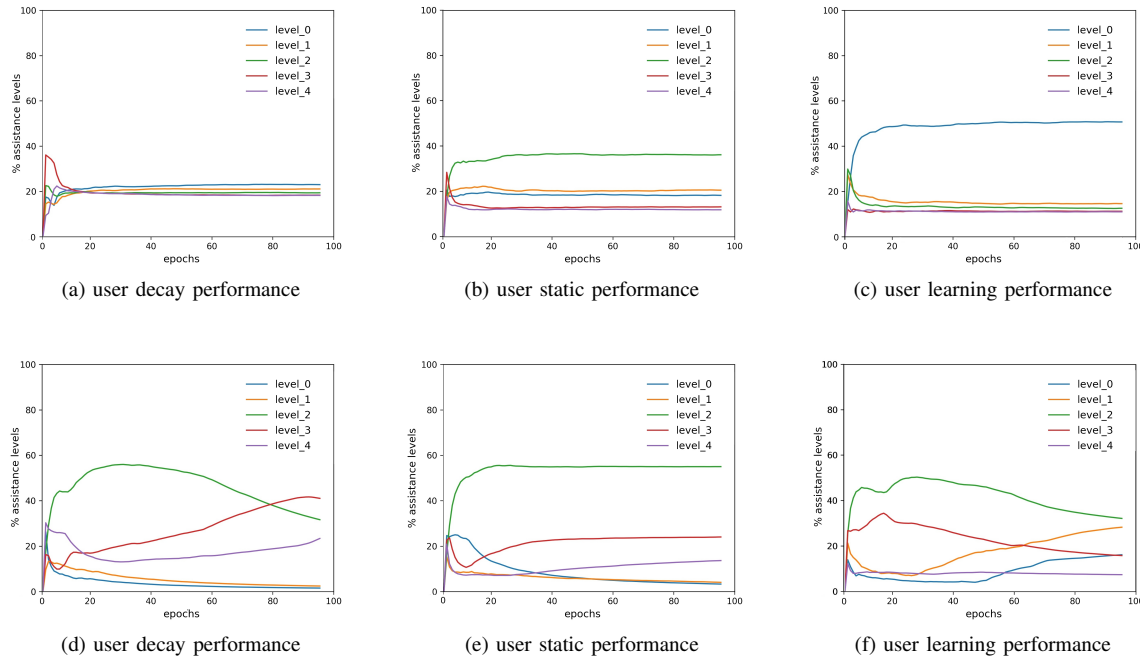 100
80
60
40
20
0
% assistance levels
level_0
level_1
level_2
level_3
level_4
0 20 40 60 80 100
epochs
(a) user decay performance
100
80
60
40
20
0
% assistance levels
level_0
level_1
level_2
level_3
level_4
0 20 40 60 80 100
epochs
(b) user static performance
100
80
60
40
20
0
% assistance levels
level_0
level_1
level_2
level_3
level_4
0 20 40 60 80 100
epochs
(c) user learning performance
100
80
60
40
20
0
% assistance levels
level_0
level_1
level_2
level_3
level_4
0 20 40 60 80 100
epochs
(d) user decay performance
100
80
60
40
20
0
% assistance levels
level_0
level_1
level_2
level_3
level_4
0 20 40 60 80 100
epochs
(e) user static performance
100
80
60
40
20
0
% assistance levels
level_0
level_1
level_2
level_3
level_4
0 20 40 60 80 100
epochs
(f) user learning performance